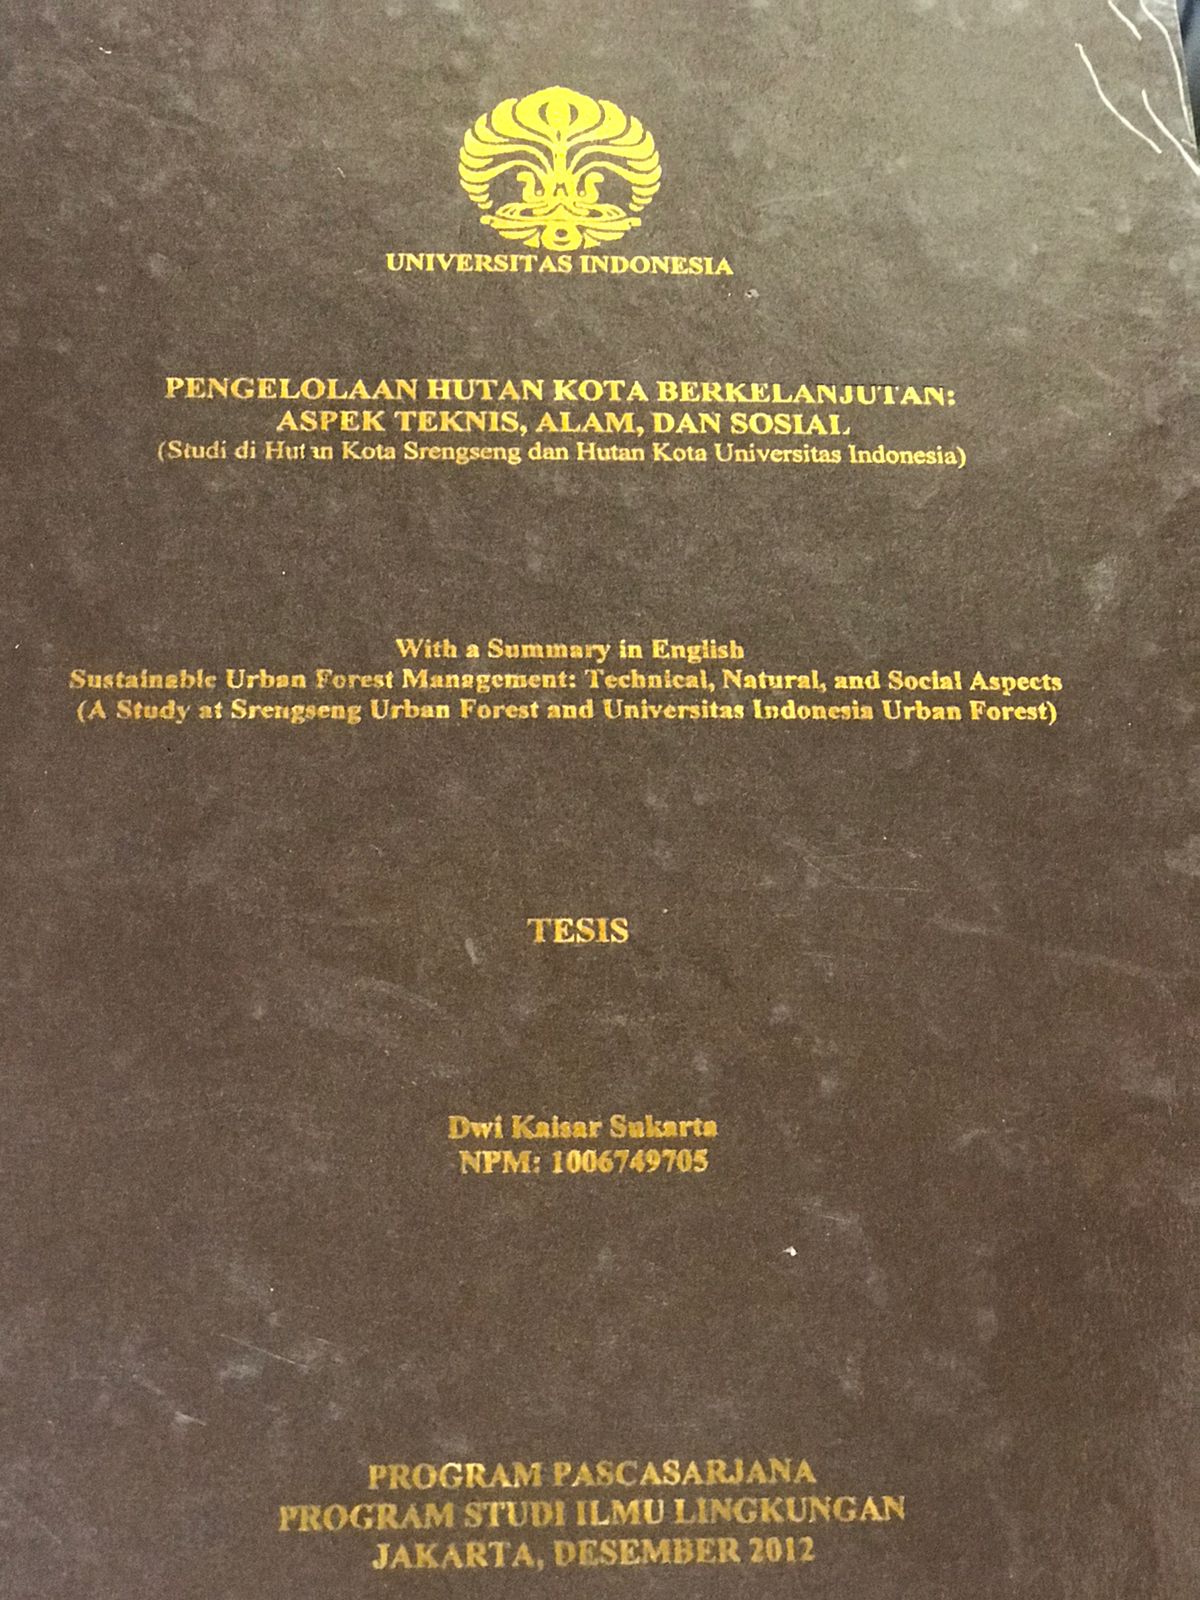 UNIVERSITAS INDONESIA
PENGELOLAAN HUTAN KOTA BERKELANJUTAN:
ASPEK TEKNIS, ALAM, DAN SOSIAL
(Studi di Hutan Kota Srengseng dan Hutan Kota Universitas Indonesia)
With a Summary in English
Sustainable Urban Forest Management: Technical, Natural, and Social Aspects
(A Study at Srengseng Urban Forest and Universitas Indonesia Urban Forest)
TESIS
Dwi Kaisar Sukarta
NPM: 1006749705
PROGRAM PASCASARJANA
PROGRAM STUDI ILMU LINGKUNGAN
JAKARTA, DESEMBER 2012